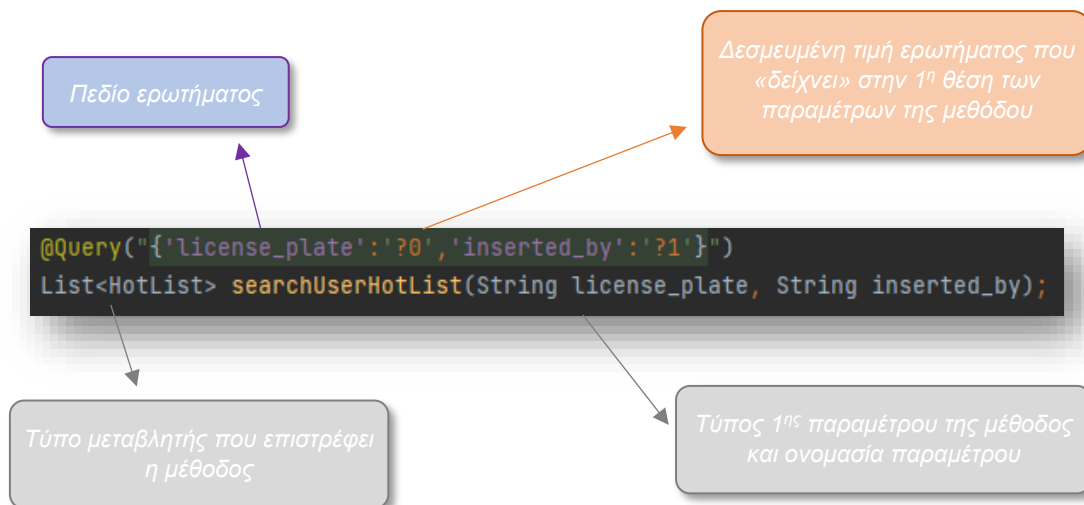 Πεδίο ερωτήματος
Δεσμευμένη τιμή ερωτήματος που
«δείχνει» στην 1η θέση των
παραμέτρων της μεθόδου
@Query("{'license_plate':'?0','inserted_by':'?1'}")
List<HotList> searchUserHotList(String license_plate, String inserted_by);
Τύπο μεταβλητής που επιστρέφει
η μέθοδος
Τύπος 1ης παραμέτρου της μέθοδος
και ονομασία παραμέτρου